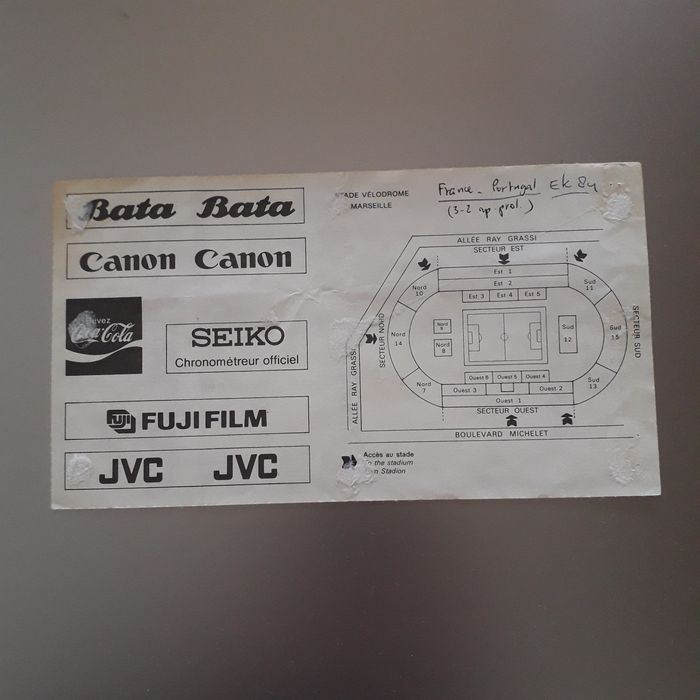 Bata Bata
Canon Canon
Coca-Cola
SEIKO
Chronométreur officiel
FUJI FUJI FILM
JVC JVC
STADE VÉLODROME
MARSEILLE
France - Portugal EK 84
(3-2 ap prol.)
ALLÉE RAY GRASSI
SECTEUR EST
Est 1
Est 2
Est 3 Est 4 Est 5
Nord 10
Sud 11
Nord 14
Nord 9
Nord 8
Sud 12
Sud 15
Nord 7
Sud 13
Ouest 6 Ouest 5 Ouest 4
Ouest 3 Ouest 2
Ouest 1
SECTEUR OUEST
BOULEVARD MICHELET
ALLÉE RAY GRASSI
SECTEUR NORD
SECTEUR SUD
Accès au stade
the stadium
Stadion